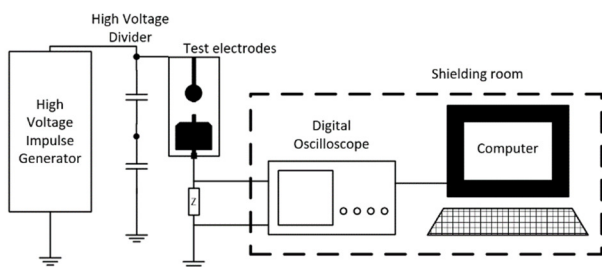 High Voltage
Divider
Test electrodes
Shielding room
High
Voltage
Impulse
Generator
Digital
Oscilloscope
Computer
Z